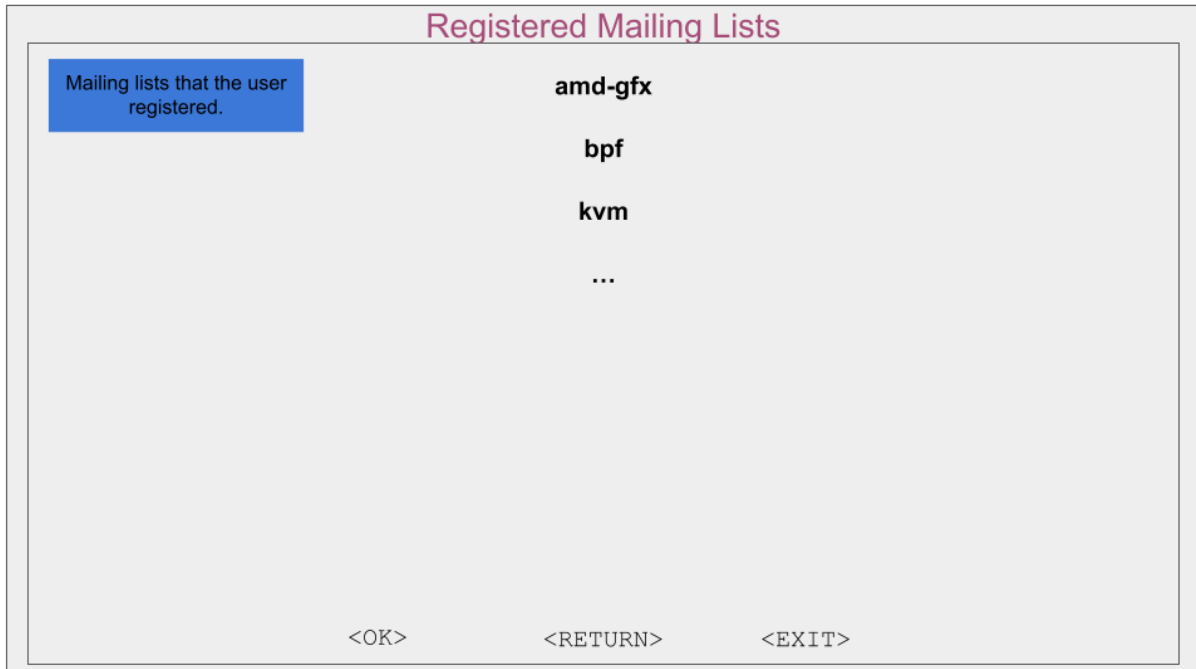 Registered Mailing Lists
Mailing lists that the user
registered.
amd-gfx
bpf
kvm
...
<OK> <RETURN> <EXIT>